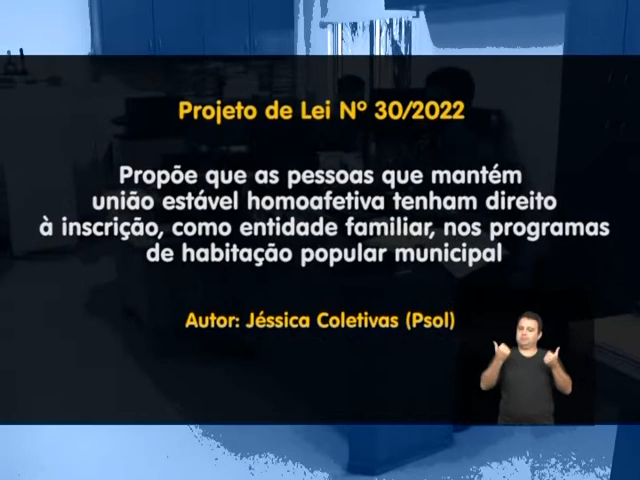 Projeto de Lei Nº 30/2022
Propõe que as pessoas que mantém
união estável homoafetiva tenham direito
à inscrição, como entidade familiar, nos programas
de habitação popular municipal
Autor: Jéssica Coletivas (Psol)